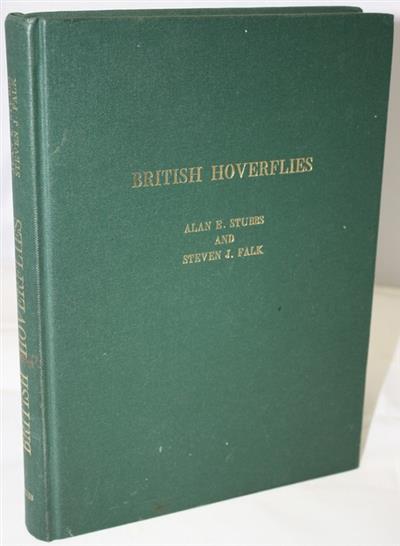 BRITISH HOVERFLIES
ALAN E. STUBBS
AND
STEVEN J. FALK
STEVEN J. FALK
BRITISH HOVERFLIES